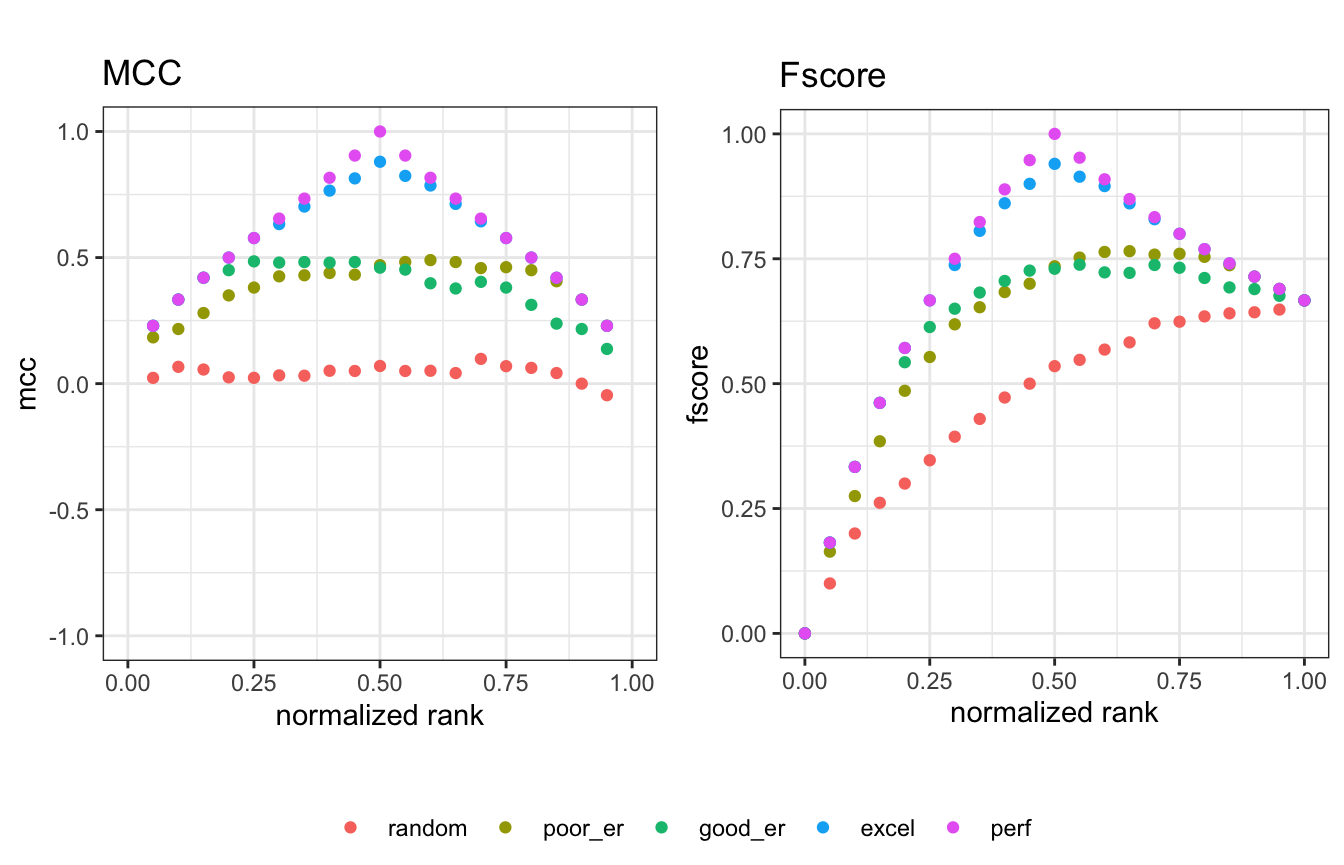 MCC
1.0
0.5
0.0
-0.5
-1.0
mcc
0.00 0.25 0.50 0.75 1.00
normalized rank
Fscore
1.00
0.75
0.50
0.25
0.00
fscore
0.00 0.25 0.50 0.75 1.00
normalized rank
random poor_er good_er excel perf